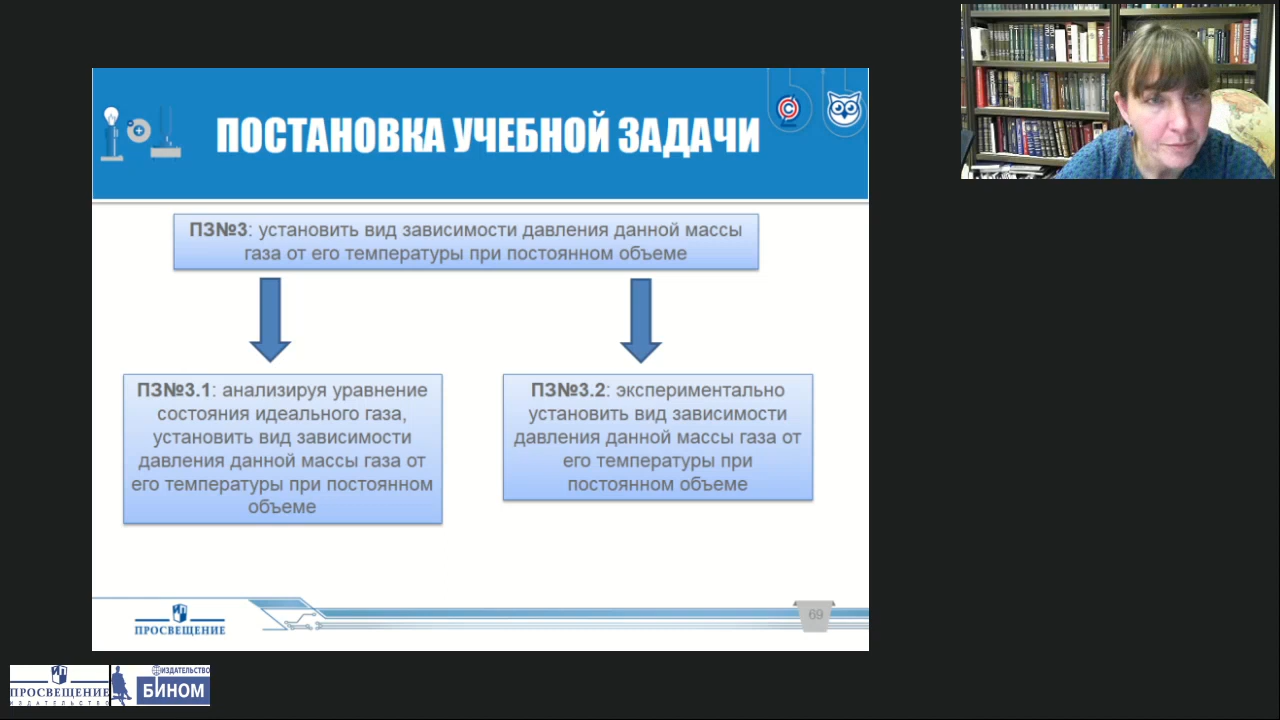 ПОСТАНОВКА УЧЕБНОЙ ЗАДАЧИ
ПЗ№3: установить вид зависимости давления данной массы
газа от его температуры при постоянном объеме
ПЗ№3.1: анализируя уравнение
состояния идеального газа,
установить вид зависимости
давления данной массы газа от
его температуры при постоянном
объеме
ПЗ№3.2: экспериментально
установить вид зависимости
давления данной массы газа от
его температуры при
постоянном объеме
ПРОСВЕЩЕНИЕ
69
ПРОСВЕЩЕНИЕ
ИЗДАТЕЛЬСТВО
ИЗДАТЕЛЬСТВО
БИНОМ